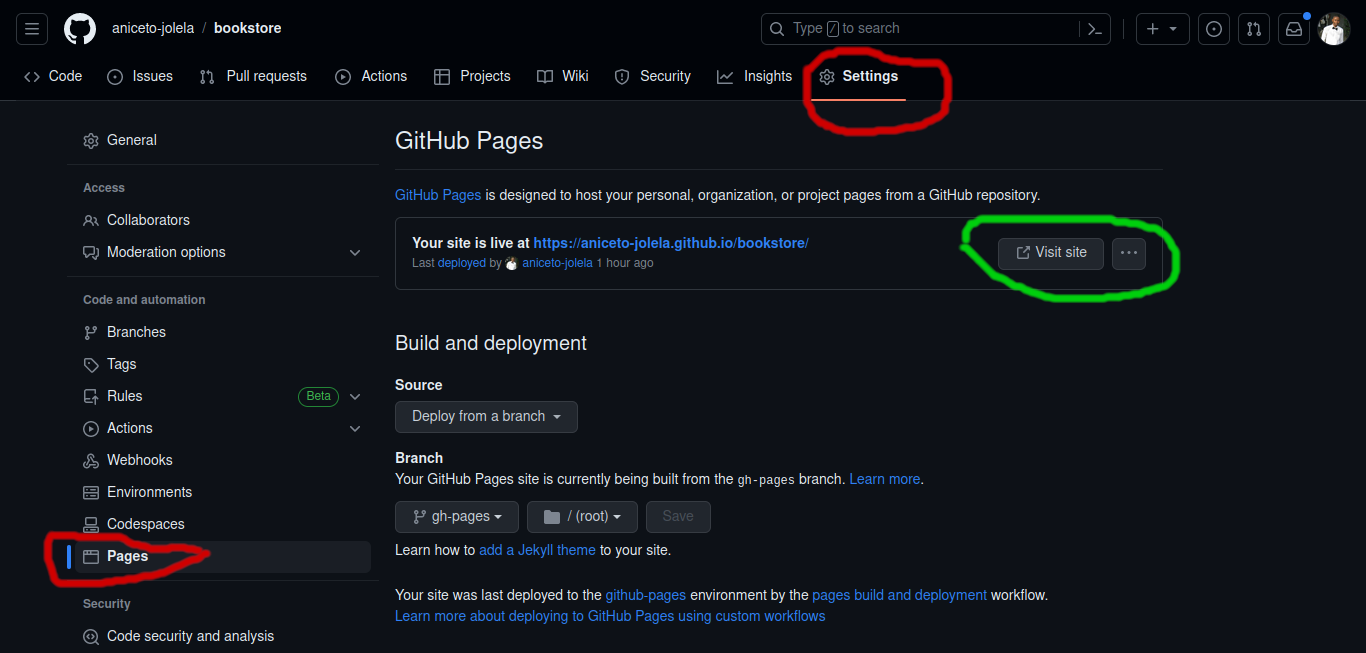 aniceto-jolela / bookstore
Type / to search
Code Issues Pull requests Actions Projects Wiki Security Insights Settings
General
Access
Collaborators
Moderation options
Code and automation
Branches
Tags
Rules Beta
Actions
Webhooks
Environments
Codespaces
Pages
Security
Code security and analysis
GitHub Pages
GitHub Pages is designed to host your personal, organization, or project pages from a GitHub repository.
Your site is live at https://aniceto-jolela.github.io/bookstore/
Last deployed by aniceto-jolela 1 hour ago
Visit site
Build and deployment
Source
Deploy from a branch
Branch
Your GitHub Pages site is currently being built from the gh-pages branch. Learn more.
gh-pages / (root) Save
Learn how to add a Jekyll theme to your site.
Your site was last deployed to the github-pages environment by the pages build and deployment workflow.
Learn more about deploying to GitHub Pages using custom workflows